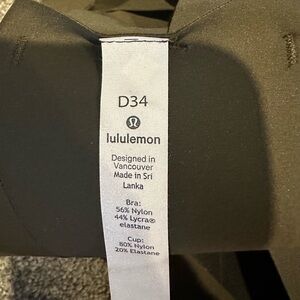 D34
lululemon
Designed in
Vancouver
Made in Sri
Lanka
Bra:
56% Nylon
44% Lycra®
elastane
Cup:
80% Nylon
20% Elastane